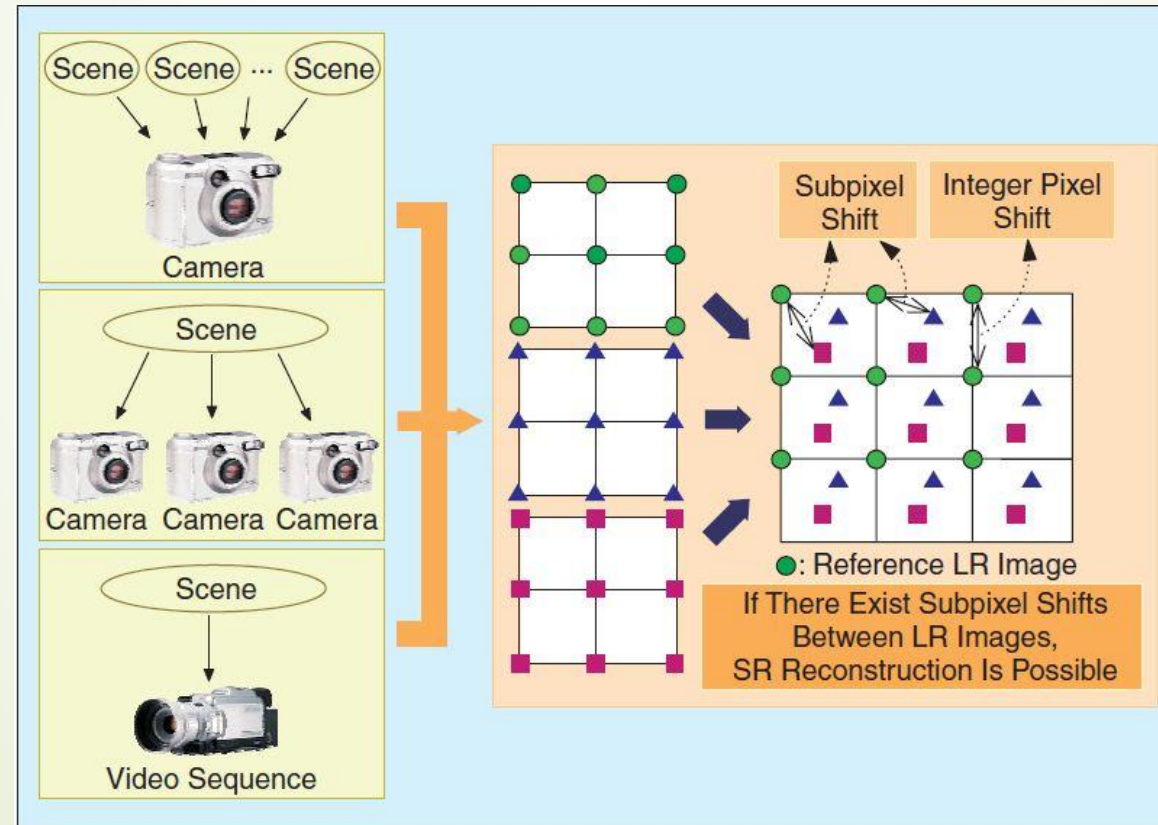 Scene Scene ... Scene
Camera
Scene
Camera Camera Camera
Scene
Video Sequence
Subpixel
Shift
Integer Pixel
Shift
: Reference LR Image
If There Exist Subpixel Shifts
Between LR Images,
SR Reconstruction Is Possible